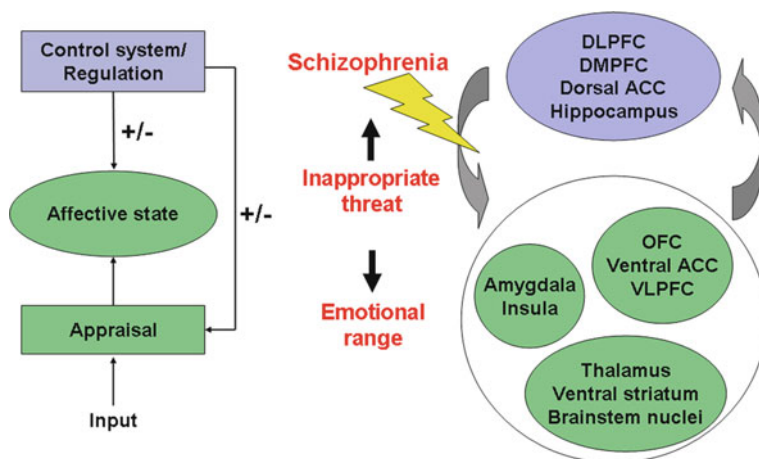 Control system/
Regulation
+/-
Affective state
+/-
Appraisal
Input
Schizophrenia
Inappropriate
threat
Emotional
range
DLPFC
DMPFC
Dorsal ACC
Hippocampus
Amygdala
Insula
OFC
Ventral ACC
VLPFC
Thalamus
Ventral striatum
Brainstem nuclei